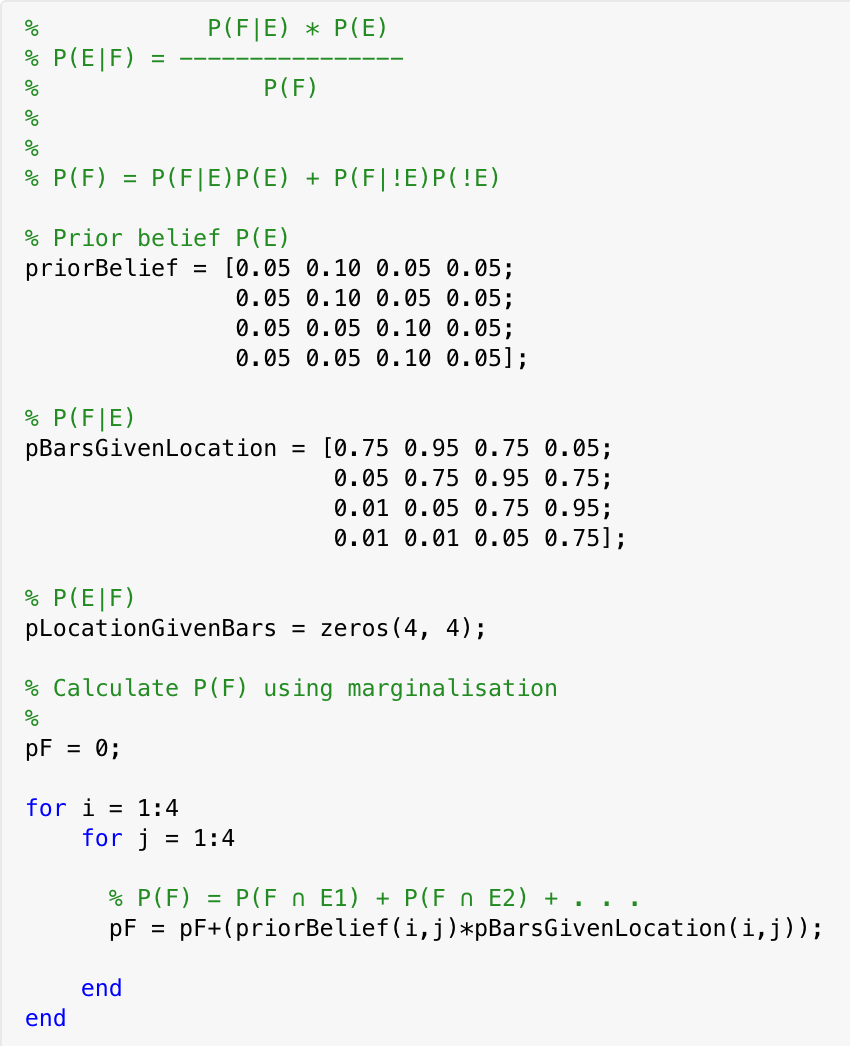 %            P(F|E) * P(E)
% P(E|F) = ----------------
%                P(F)
%
%
% P(F) = P(F|E)P(E) + P(F|!E)P(!E)
% Prior belief P(E)
priorBelief = [0.05 0.10 0.05 0.05;
               0.05 0.10 0.05 0.05;
               0.05 0.05 0.10 0.05;
               0.05 0.05 0.10 0.05];
% P(F|E)
pBarsGivenLocation = [0.75 0.95 0.75 0.05;
                      0.05 0.75 0.95 0.75;
                      0.01 0.05 0.75 0.95;
                      0.01 0.01 0.05 0.75];
% P(E|F)
pLocationGivenBars = zeros(4, 4);
% Calculate P(F) using marginalisation
%
pF = 0;
for i = 1:4
    for j = 1:4
      % P(F) = P(F ∩ E1) + P(F ∩ E2) + . . .
      pF = pF+(priorBelief(i,j)*pBarsGivenLocation(i,j));
    end
end